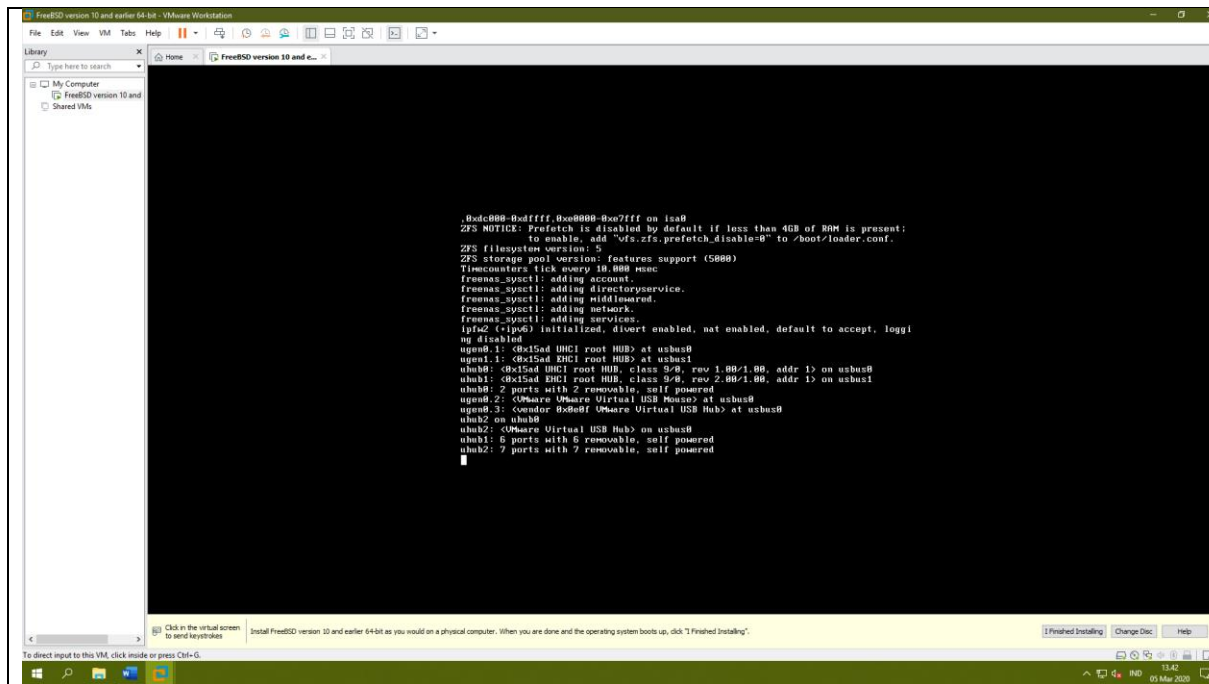 FreeBSD version 10 and earlier 64-bit - VMware Workstation
File Edit View VM Tabs Help
Library
Home
FreeBSD version 10 and e...
Type here to search
My Computer
FreeBSD version 10 and
Shared VMs
,0xdc000-0xdffff,0xe0000-0xe7fff on isa0
ZFS NOTICE: Prefetch is disabled by default if less than 4GB of RAM is present;
to enable, add "vfs.zfs.prefetch_disable=0" to /boot/loader.conf.
ZFS filesystem version: 5
ZFS storage pool version: features support (5000)
Timecounters tick every 10.000 msec
freenas_sysctl: adding account.
freenas_sysctl: adding directoryservice.
freenas_sysctl: adding middlewared.
freenas_sysctl: adding network.
freenas_sysctl: adding services.
ipfw2 (+ipv6) initialized, divert enabled, nat enabled, default to accept, loggi
ng disabled
ugen0.1: <0x15ad UHCI root HUB> at usbus0
ugen1.1: <0x15ad EHCI root HUB> at usbus1
uhub0: <0x15ad UHCI root HUB, class 9/0, rev 1.00/1.00, addr 1> on usbus0
uhub1: <0x15ad EHCI root HUB, class 9/0, rev 2.00/1.00, addr 1> on usbus1
uhub0: 2 ports with 2 removable, self powered
ugen0.2: <VMware VMware Virtual USB Mouse> at usbus0
ugen0.3: <vendor 0x0e0f VMware Virtual USB Hub> at usbus0
uhub2 on uhub0
uhub2: <VMware Virtual USB Hub> on usbus0
uhub1: 6 ports with 6 removable, self powered
uhub2: 7 ports with 7 removable, self powered
Click in the virtual screen
to send keystrokes
Install FreeBSD version 10 and earlier 64-bit as you would on a physical computer. When you are done and the operating system boots up, click "I Finished Installing".
I Finished Installing
Change Disc
Help
To direct input to this VM, click inside or press Ctrl+G.
IND
13.42
05 Mar 2020